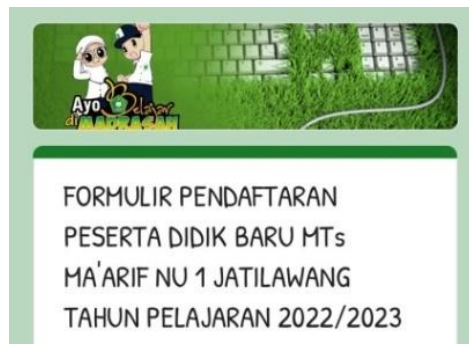 Ayo Belajar
di MADRASAH
FORMULIR PENDAFTARAN
PESERTA DIDIK BARU MTs
MA'ARIF NU 1 JATILAWANG
TAHUN PELAJARAN 2022/2023